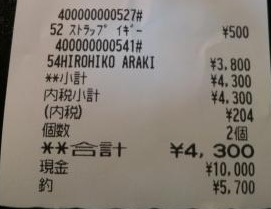 400000000527#
52 ｽﾄﾗｯﾌﾟ ｲｷﾞｰ ¥500
400000000541#
54HIROHIKO ARAKI ¥3,800
**小計 ¥4,300
内税小計 ¥4,300
(内税) ¥204
個数 2個
**合計 ¥4,300
現金 ¥10,000
釣 ¥5,700